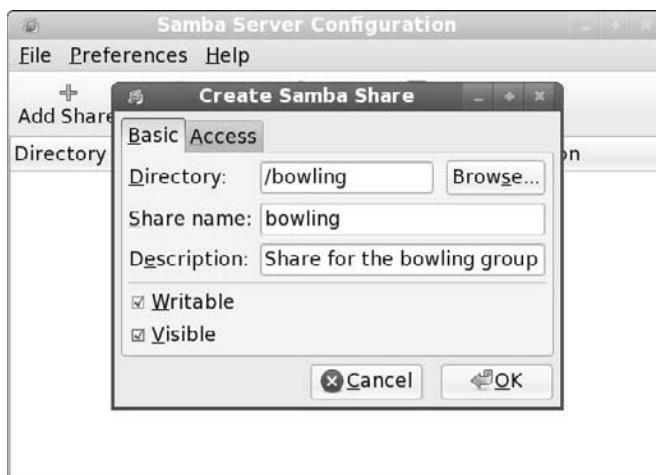 Samba Server Configuration
File Preferences Help
Add Share
Create Samba Share
Directory
on
Basic Access
Directory: /bowling Browse...
Share name: bowling
Description: Share for the bowling group
Writable
Visible
Cancel OK